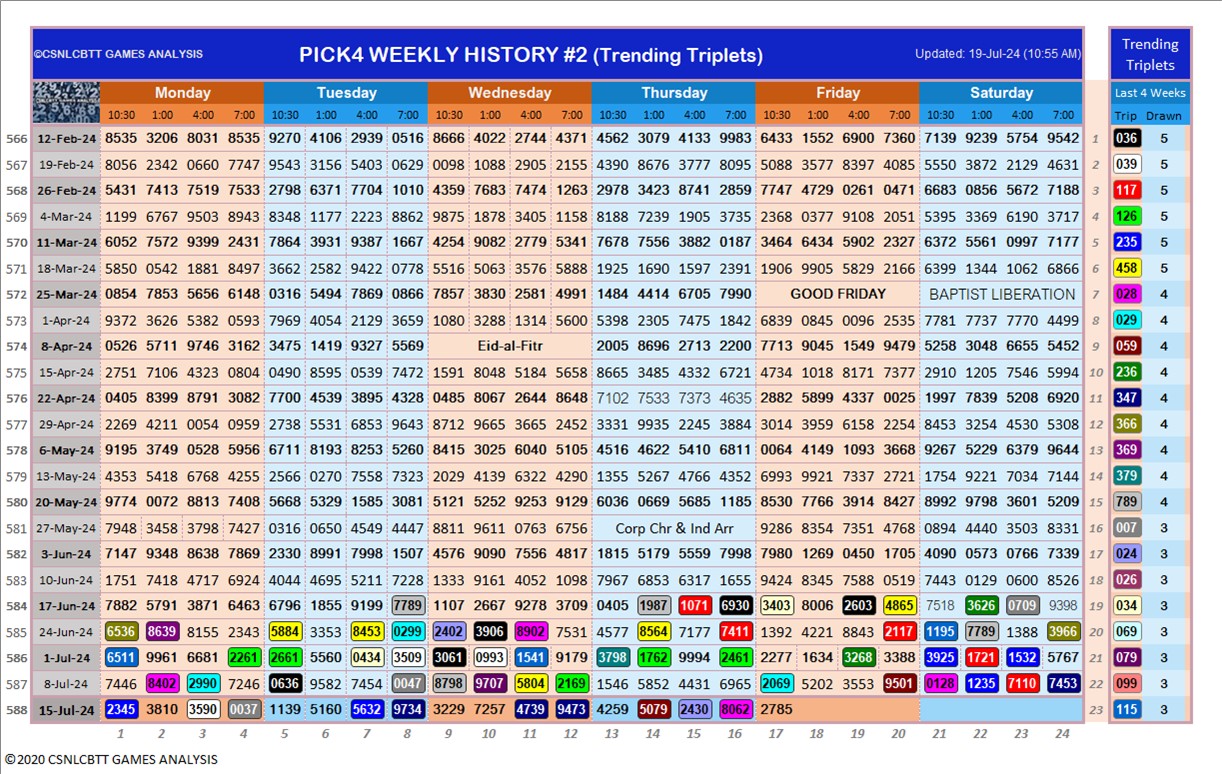 ©CSNLCBTT GAMES ANALYSIS PICK4 WEEKLY HISTORY #2 (Trending Triplets) Updated: 19-Jul-24 (10:55 AM) Trending
Triplets
Monday Tuesday Wednesday Thursday Friday Saturday Last 4 Weeks
10:30 1:00 4:00 7:00 10:30 1:00 4:00 7:00 10:30 1:00 4:00 7:00 10:30 1:00 4:00 7:00 10:30 1:00 4:00 7:00 10:30 1:00 4:00 7:00 Trip Drawn
566 12-Feb-24 8535 3206 8031 8535 9270 4106 2939 0516 8666 4022 2744 4371 4562 3079 4133 9983 6433 1552 6900 7360 7139 9239 5754 9542 1 036 5
567 19-Feb-24 8056 2342 0660 7747 9543 3156 5403 0629 0098 1088 2905 2155 4390 8676 3777 8095 5088 3577 8397 4085 5550 3872 2129 4631 2 039 5
568 26-Feb-24 5431 7413 7519 7533 2798 6371 7704 1010 4359 7683 7474 1263 2978 3423 8741 2859 7747 4729 0261 0471 6683 0856 5672 7188 3 117 5
569 4-Mar-24 1199 6767 9503 8943 8348 1177 2223 8862 9875 1878 3405 1158 8188 7239 1905 3735 2368 0377 9108 2051 5395 3369 6190 3717 4 126 5
570 11-Mar-24 6052 7572 9399 2431 7864 3931 9387 1667 4254 9082 2779 5341 7678 7556 3882 0187 3464 6434 5902 2327 6372 5561 0997 7177 5 235 5
571 18-Mar-24 5850 0542 1881 8497 3662 2582 9422 0778 5516 5063 3576 5888 1925 1690 1597 2391 1906 9905 5829 2166 6399 1344 1062 6866 6 458 5
572 25-Mar-24 0854 7853 5656 6148 0316 5494 7869 0866 0857 3830 2581 4991 1484 4414 6705 7990 GOOD FRIDAY BAPTIST LIBERATION 7 028 4
573 1-Apr-24 9372 3626 5382 0593 7969 4054 2129 3659 1080 3288 1314 5600 5398 2305 7475 1842 6839 0845 0096 2535 7781 7737 7770 4499 8 029 4
574 8-Apr-24 0526 5711 9746 3162 3475 1419 9327 5569 Eid-al-Fitr 2005 8696 2713 2200 7713 9045 1549 9479 5258 3048 6655 5452 9 059 4
575 15-Apr-24 2751 7106 4323 0804 0490 8595 0539 7472 1591 8048 5184 5658 8665 3485 4332 6721 4734 1018 8171 7377 2910 1205 7546 5994 10 236 4
576 22-Apr-24 0405 8399 8791 3082 7700 4539 3895 4328 0485 8067 2644 8648 7102 7533 7373 4635 2882 5899 4337 0025 1997 7839 5208 6920 11 347 4
577 29-Apr-24 2269 4211 0054 0959 2738 5531 6853 9643 8712 9665 3665 2452 3331 9935 2245 3884 3014 3959 6158 2254 8453 3254 4530 5308 12 366 4
578 6-May-24 9195 3749 0528 5956 6711 8193 8253 5260 8415 3025 6040 5105 4516 4622 5410 6811 0064 4149 1093 3668 9267 5229 6379 9644 13 369 4
579 13-May-24 4353 5418 6768 4255 2566 0270 7558 7323 5029 4139 6322 4290 1355 5267 4766 4152 6993 9921 7337 2721 1754 9221 7034 7144 14 379 4
580 20-May-24 9774 0072 8813 7408 5668 5329 1585 3081 5121 5252 9253 9129 6036 0669 5685 1185 8530 7766 3914 8427 8992 9798 3601 5209 15 789 4
581 27-May-24 7948 3458 3798 7427 0316 0650 4549 4447 8811 9611 0763 6756 Corp Chr & Ind Arr 9286 8354 7351 4768 0894 4440 3503 8331 16 007 3
582 3-Jun-24 7147 9348 8638 7869 2330 8991 7998 1507 4576 9090 7556 4817 1815 5179 5559 7998 7980 1269 0450 1705 4090 0573 0766 7339 17 024 3
583 10-Jun-24 1751 7418 4717 6924 4044 4695 5211 7228 1333 9161 4052 1098 7967 6853 6317 1655 9424 8345 7588 0519 7443 0129 0600 8526 18 026 3
584 17-Jun-24 7882 5791 3871 6463 6796 1855 9199 7789 1107 2667 9278 3709 0405 1987 1071 6930 3403 8006 2603 4865 7518 3626 0709 9398 19 034 3
585 24-Jun-24 6536 8639 8155 2348 5884 3353 8453 0299 2402 3906 8902 7531 4577 8564 7177 7411 1392 4221 8843 2117 1195 7789 1388 3966 20 069 3
586 1-Jul-24 6511 9961 6681 2261 2661 5560 0434 3509 3061 0993 1541 9179 3798 1762 9994 2461 2277 1634 3268 3388 3925 1721 1532 5767 21 079 3
587 8-Jul-24 7446 8402 2990 7246 0636 9582 7454 0047 8798 9707 5804 2169 1546 5852 4431 6965 2069 5202 3553 9501 0128 1235 7110 7453 22 099 3
588 15-Jul-24 2345 3810 3590 0037 1139 5160 5632 9734 3229 7257 4739 9473 4259 5079 2430 8062 2785 23 115 3
1 2 3 4 5 6 7 8 9 10 11 12 13 14 15 16 17 18 19 20 21 22 23 24
©2020 CSNLCBTT GAMES ANALYSIS